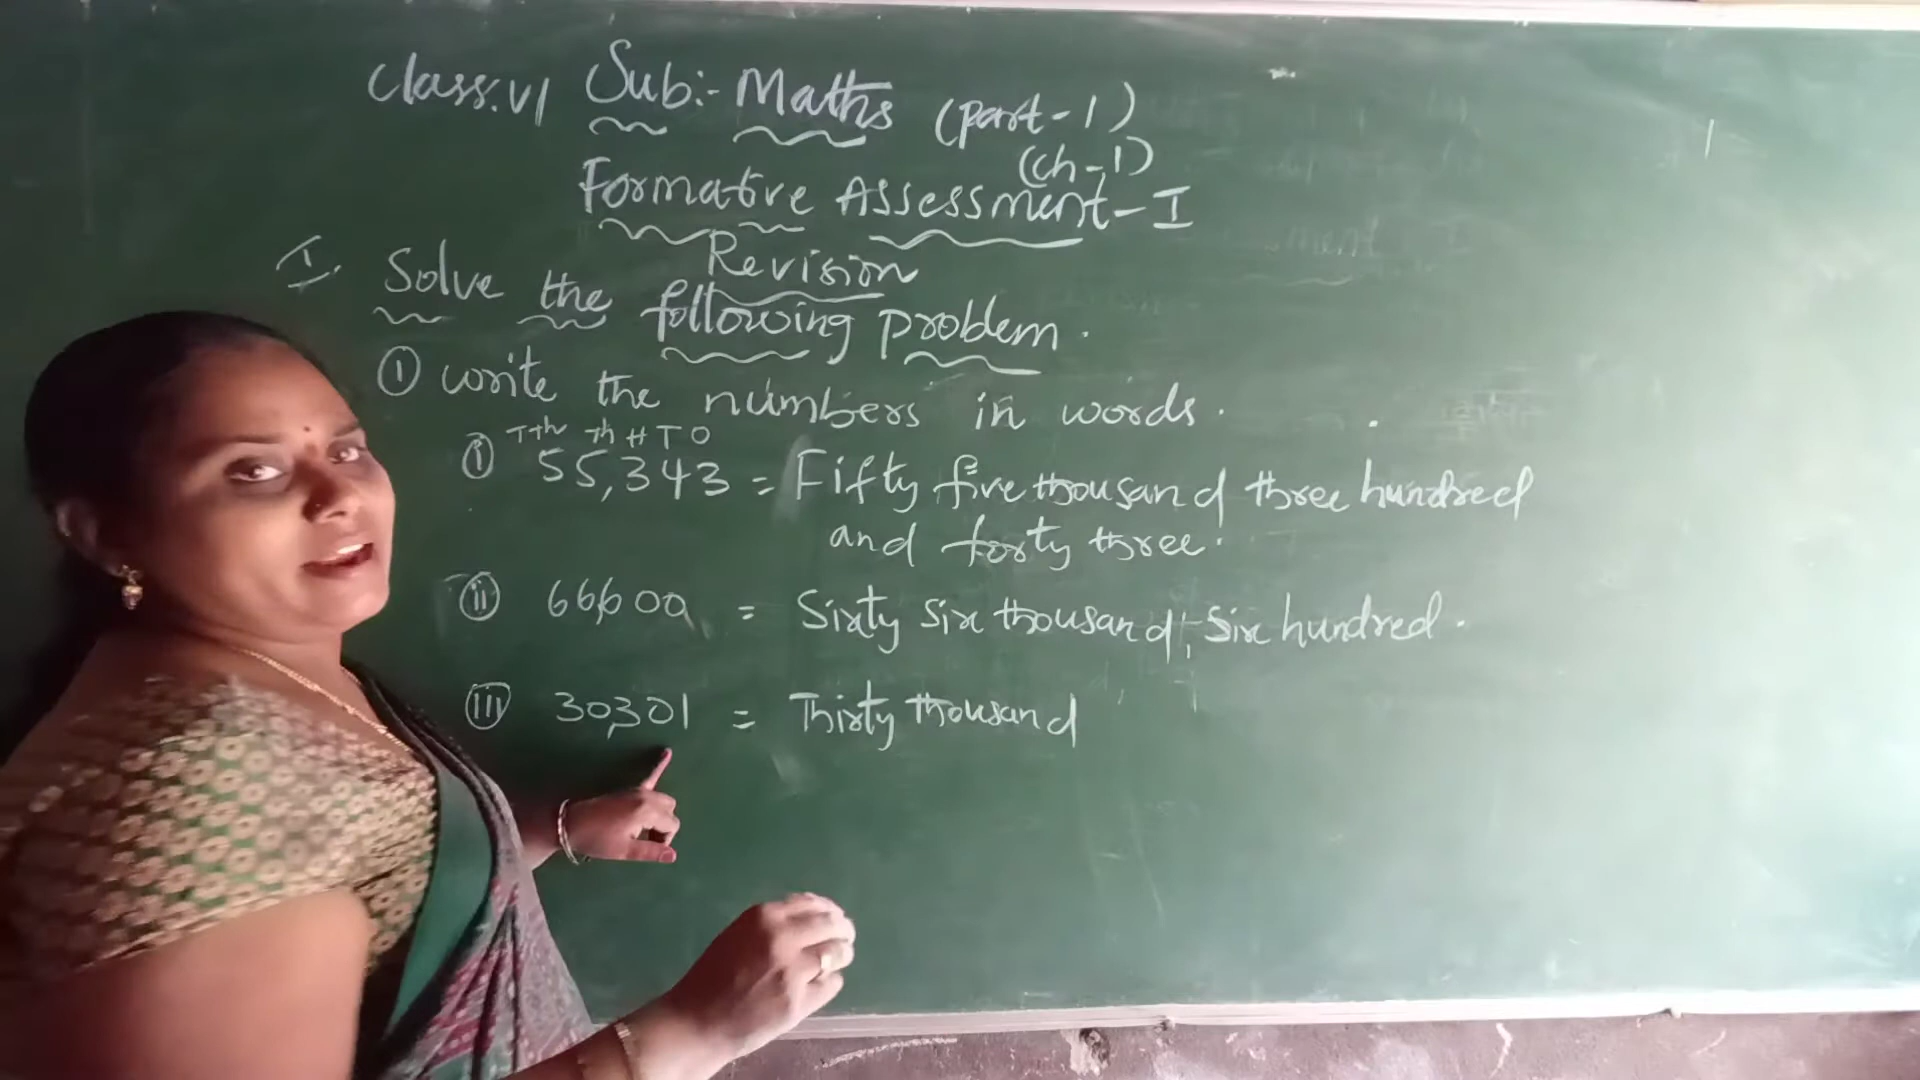 Class:VI Sub:- Maths (part-1)
(ch-1)
Formative Assessment-I
Revision
I. Solve the following problem.
① write the numbers in words.
TTh Th H T O
i 55,343 = Fifty five thousand three hundred
and forty three.
ii 66,600 = Sixty six thousand, Six hundred.
iii 30,301 = Thirty thousand